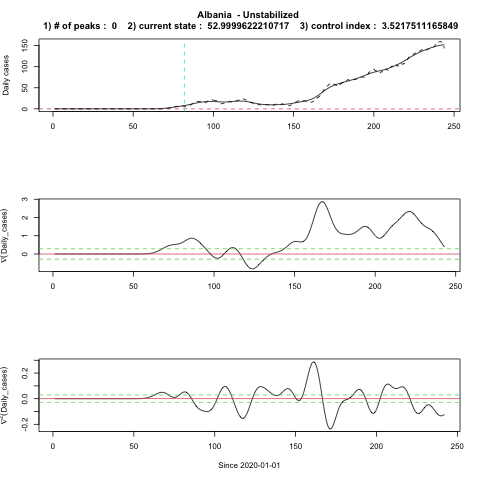 Albania - Unstabilized
1) # of peaks : 0 2) current state : 52.9999622210717 3) control index : 3.5217511165849
Daily cases
150
100
50
0
0 50 100 150 200 250
∇(Daily_cases)
3
2
1
0
0 50 100 150 200 250
∇²(Daily_cases)
0.2
0.0
-0.2
0 50 100 150 200 250
Since 2020-01-01